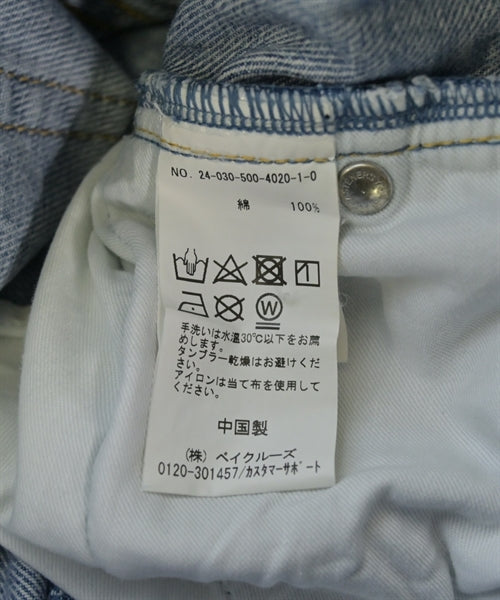 NO. 24-030-500-4020-1-0
綿 100%
W
手洗いは水温30℃以下をお薦
めします。
タンブラー乾燥はお避けくだ
さい。
アイロンは当て布を使用して
ください。
中国製
(株) ベイクルーズ
0120-301457/カスタマーサポート